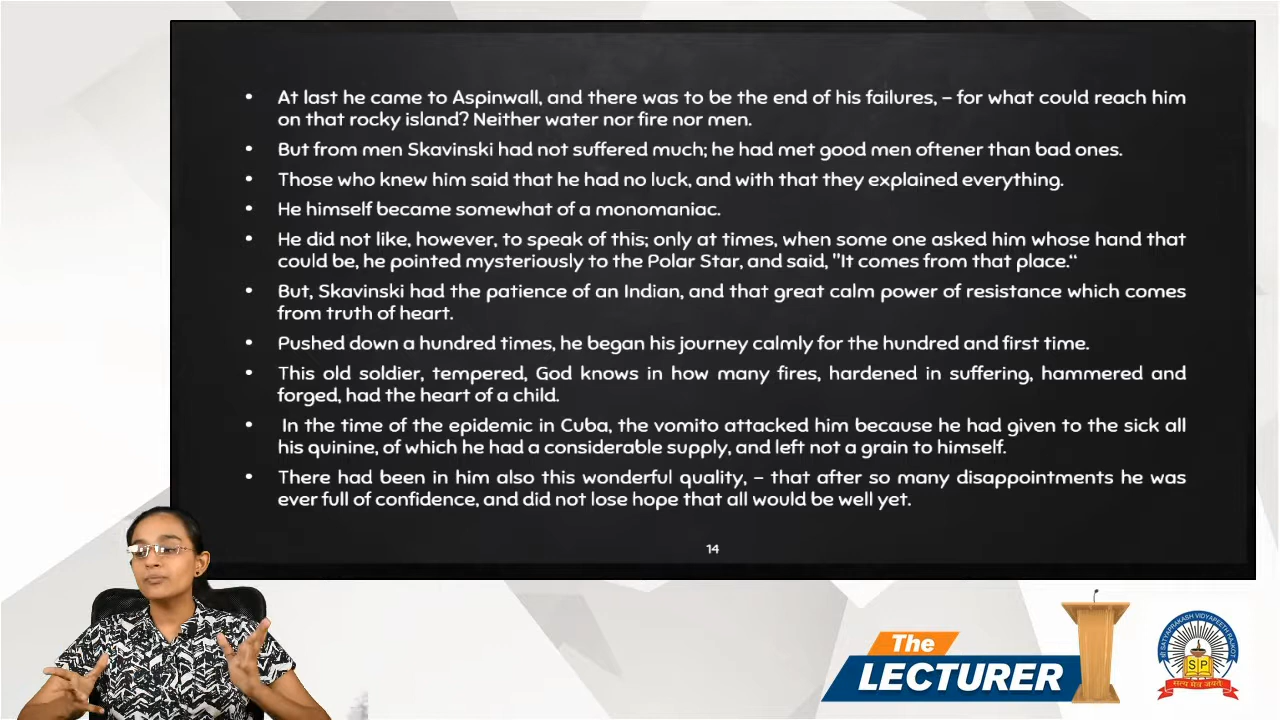 • At last he came to Aspinwall, and there was to be the end of his failures, – for what could reach him
on that rocky island? Neither water nor fire nor men.
• But from men Skavinski had not suffered much; he had met good men oftener than bad ones.
• Those who knew him said that he had no luck, and with that they explained everything.
• He himself became somewhat of a monomaniac.
• He did not like, however, to speak of this; only at times, when some one asked him whose hand that
could be, he pointed mysteriously to the Polar Star, and said, "It comes from that place."
• But, Skavinski had the patience of an Indian, and that great calm power of resistance which comes
from truth of heart.
• Pushed down a hundred times, he began his journey calmly for the hundred and first time.
• This old soldier, tempered, God knows in how many fires, hardened in suffering, hammered and
forged, had the heart of a child.
• In the time of the epidemic in Cuba, the vomito attacked him because he had given to the sick all
his quinine, of which he had a considerable supply, and left not a grain to himself.
• There had been in him also this wonderful quality, – that after so many disappointments he was
ever full of confidence, and did not lose hope that all would be well yet.
14
The
LECTURER
SATYAPRAKASH VIDYAPEETH RAJKOT
SP
सत्य मेव जयते